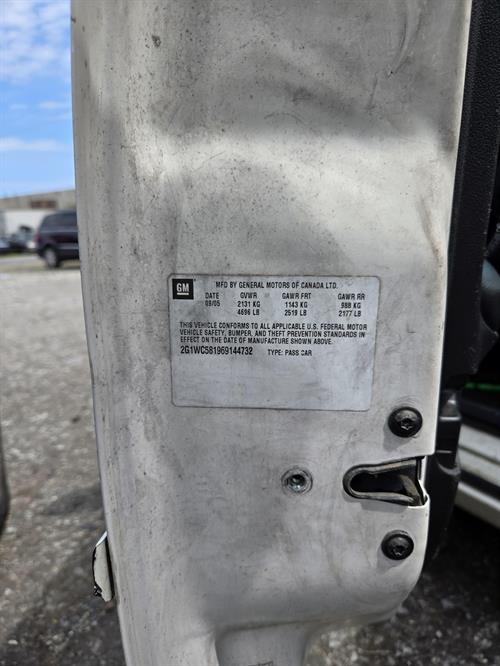 GM
MFD BY GENERAL MOTORS OF CANADA LTD.
DATE GVWR GAWR FRT GAWR RR
09/05 2131 KG 1143 KG 988 KG
4696 LB 2519 LB 2177 LB
THIS VEHICLE CONFORMS TO ALL APPLICABLE U.S. FEDERAL MOTOR
VEHICLE SAFETY, BUMPER, AND THEFT PREVENTION STANDARDS IN
EFFECT ON THE DATE OF MANUFACTURE SHOWN ABOVE.
2G1WC581969144732 TYPE: PASS CAR